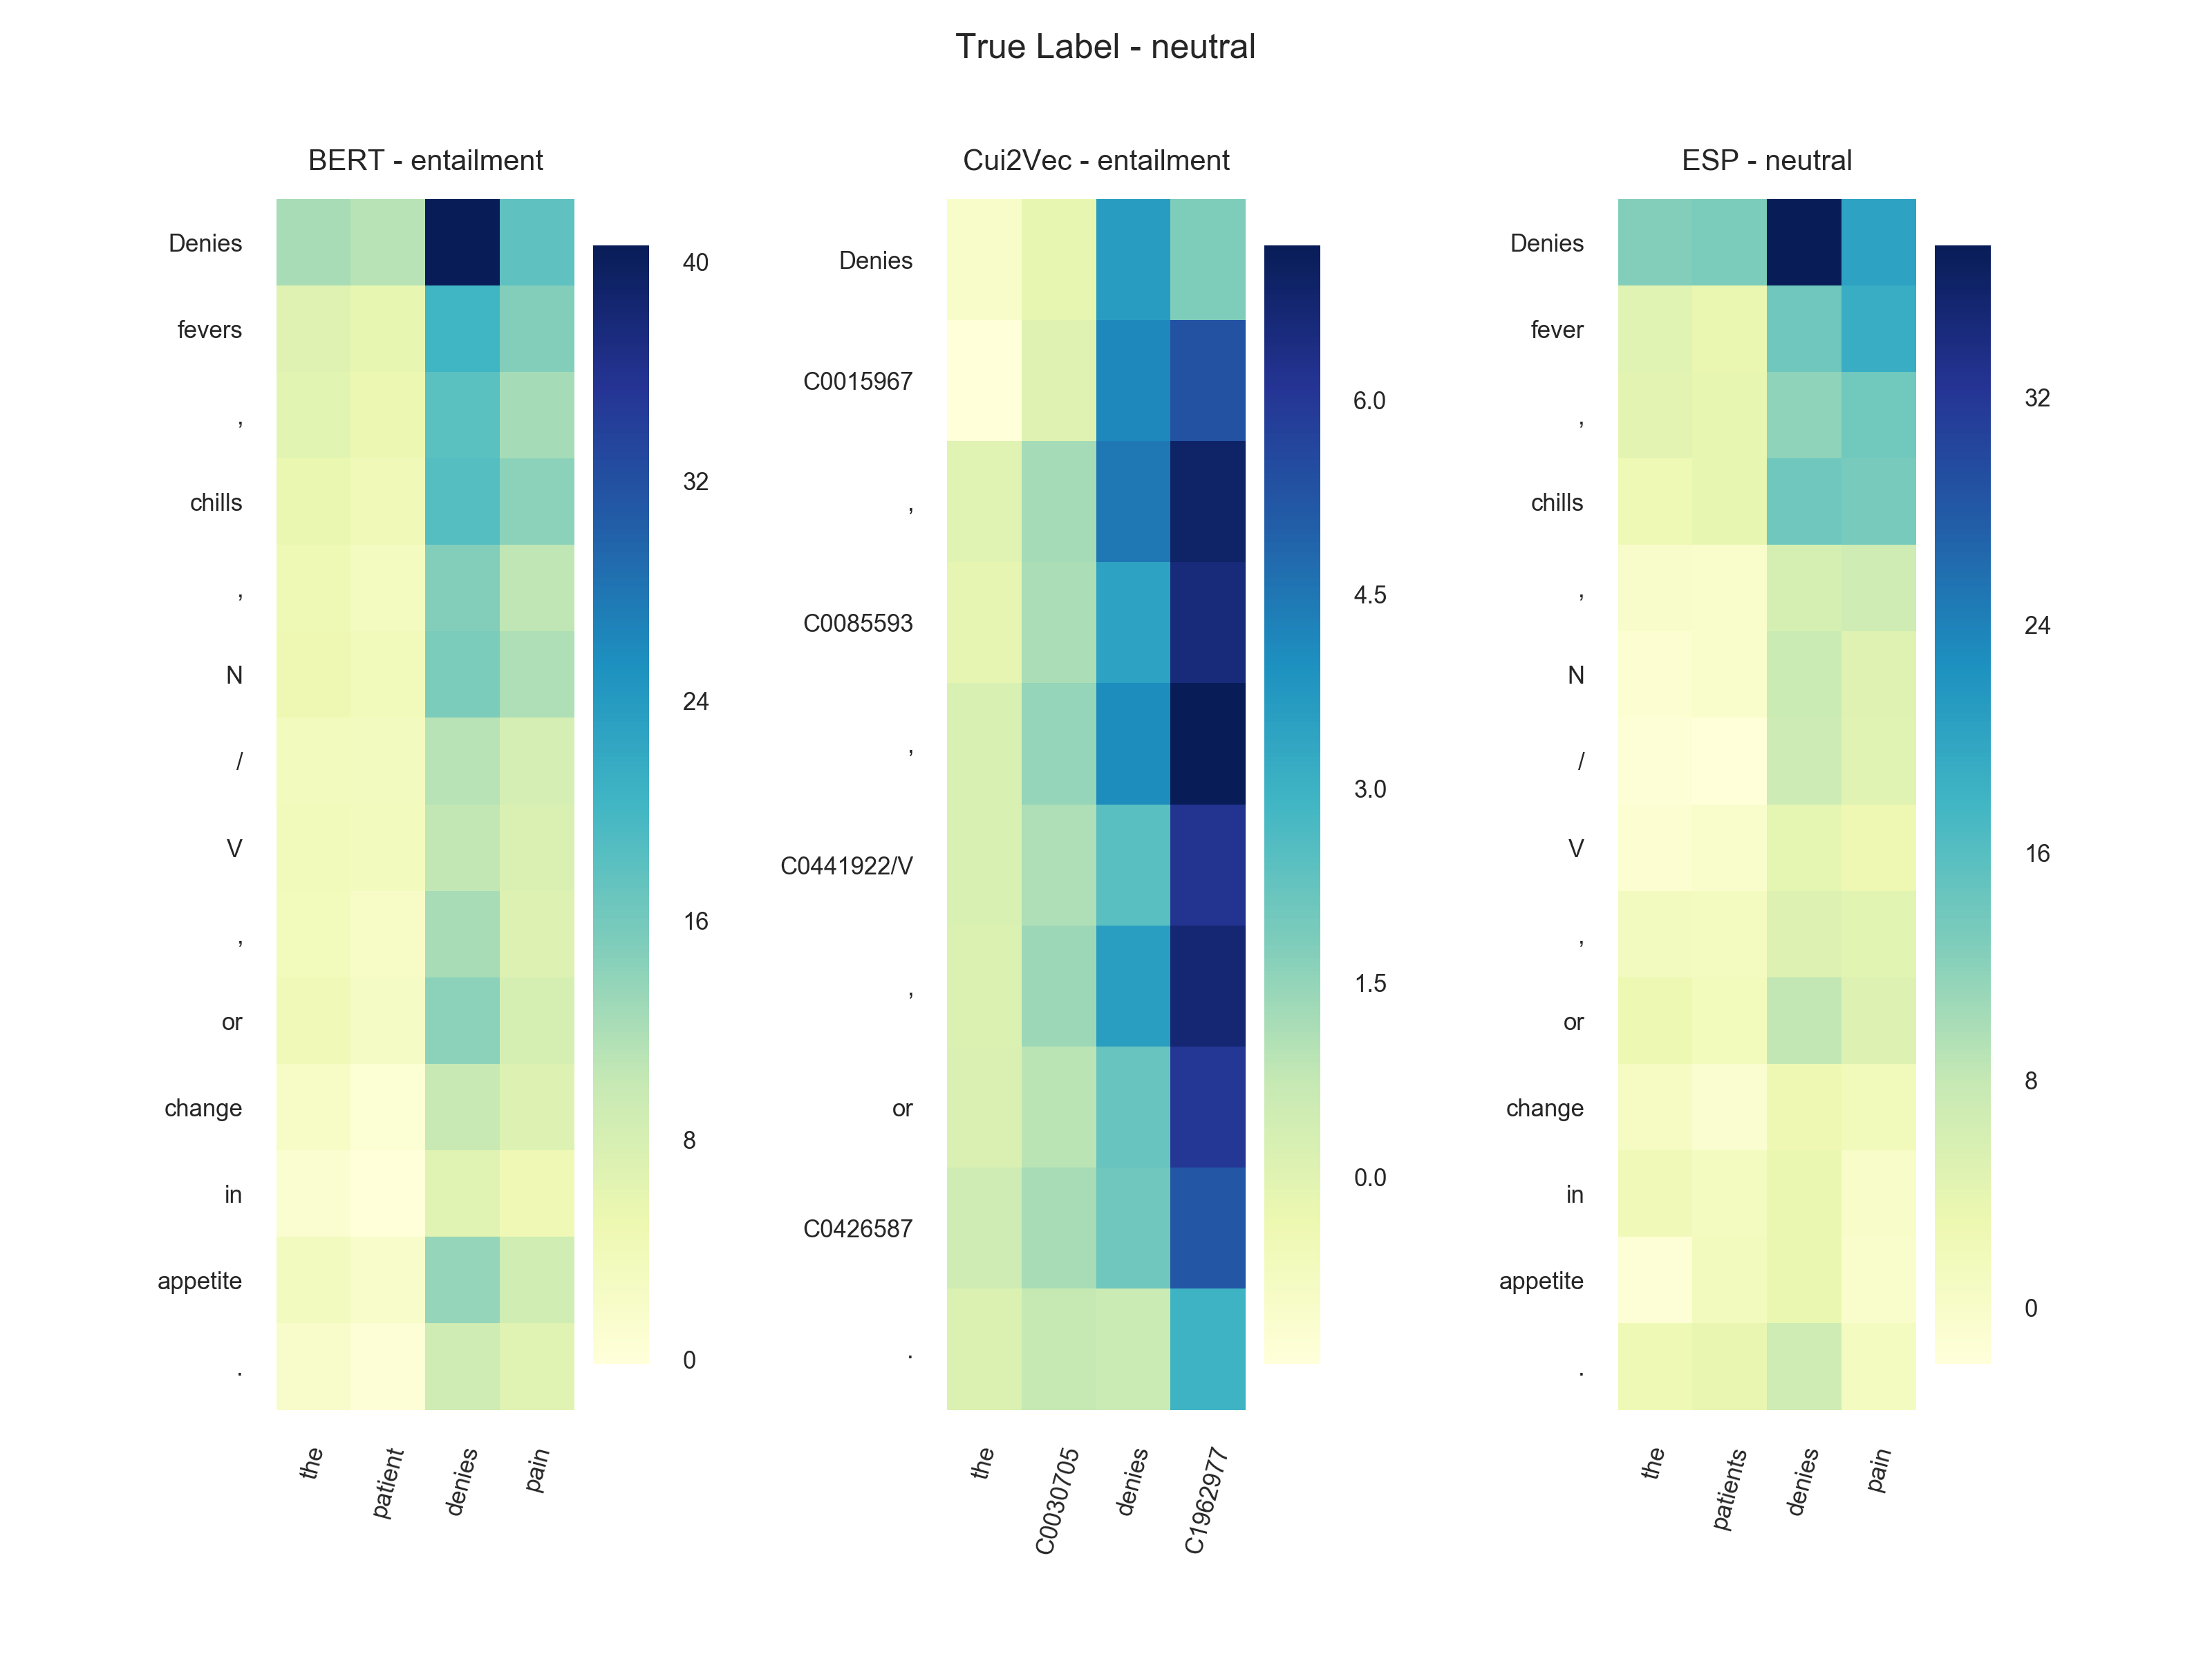 True Label - neutral
BERT - entailment
Denies
fevers
,
chills
,
N
/
V
,
or
change
in
appetite
.
the
patient
denies
pain
40
32
24
16
8
0
Cui2Vec - entailment
Denies
C0015967
,
C0085593
,
C0441922/V
,
or
C0426587
.
the
C0030705
denies
C1962977
6.0
4.5
3.0
1.5
0.0
ESP - neutral
Denies
fever
,
chills
,
N
/
V
,
or
change
in
appetite
.
the
patients
denies
pain
32
24
16
8
0